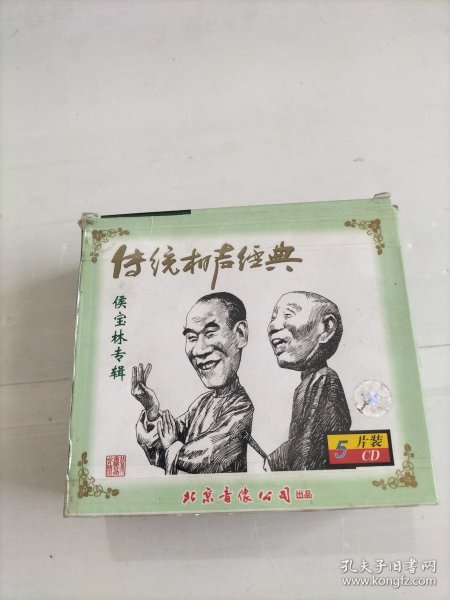 传统相声经典
侯宝林专辑
5片装
CD
北京音像公司出品
孔夫子旧书网
www.kongfz.com